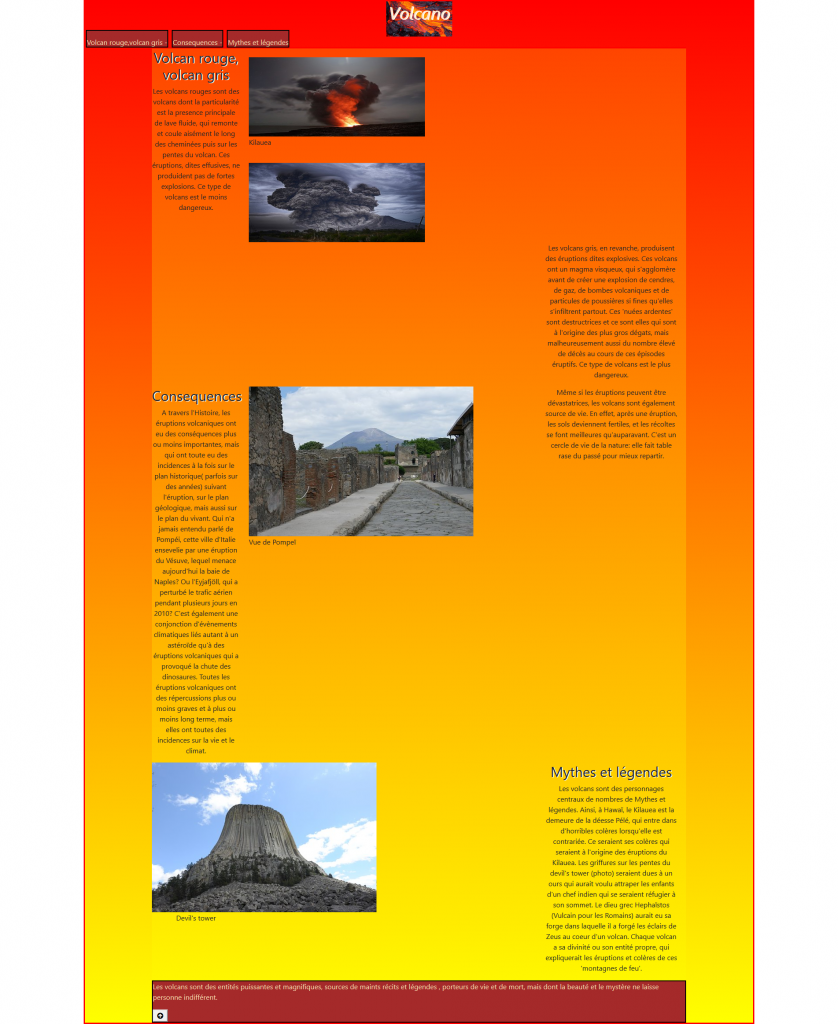 Volcano
Volcan rouge,volcan gris - Consequences - Mythes et légendes
Volcan rouge,
volcan gris
Les volcans rouges sont des
volcans dont la particularité
est la presence principale
de lave fluide, qui remonte
et coule aisément le long
des cheminées puis sur les
pentes du volcan. Ces
éruptions, dites effusives, ne
produident pas de fortes
explosions. Ce type de
volcans est le moins
dangereux.
Kilauea
Les volcans gris, en revanche, produisent
des éruptions dites explosives. Ces volcans
ont un magma visqueux, qui s'agglomère
avant de créer une explosion de cendres,
de gaz, de bombes volcaniques et de
particules de poussières si fines qu'elles
s'infiltrent partout. Ces 'nuées ardentes'
sont destructrices et ce sont elles qui sont
à l'origine des plus gros dégats, mais
malheureusement aussi du nombre élevé
de décès au cours de ces épisodes
éruptifs. Ce type de volcans est le plus
dangereux.
Même si les éruptions peuvent être
dévastatrices, les volcans sont également
source de vie. En effet, après une éruption,
les sols deviennent fertiles, et les récoltes
se font meilleures qu'auparavant. C'est un
cercle de vie de la nature: elle fait table
rase du passé pour mieux repartir.
Consequences
A travers l'Histoire, les
éruptions volcaniques ont
eu des conséquences plus
ou moins importantes, mais
qui ont toute eu des
incidences à la fois sur le
plan historique( parfois sur
des années) suivant
l'éruption, sur le plan
géologique, mais aussi sur
le plan du vivant. Qui n'a
jamais entendu parlé de
Pompéi, cette ville d'Italie
ensevelie par une éruption
du Vésuve, lequel menace
aujourd'hui la baie de
Naples? Ou l'Eyjafjöll, qui a
perturbé le trafic aérien
pendant plusieurs jours en
2010? C'est également une
conjonction d'évènements
climatiques liés autant à un
astéroïde qu'à des
éruptions volcaniques qui a
provoqué la chute des
dinosaures. Toutes les
éruptions volcaniques ont
des répercussions plus ou
moins graves et à plus ou
moins long terme, mais
elles ont toutes des
incidences sur la vie et le
climat.
Vue de Pompeï
Devil's tower
Mythes et légendes
Les volcans sont des personnages
centraux de nombres de Mythes et
légendes. Ainsi, à Hawaï, le Kilauea est la
demeure de la déesse Pélé, qui entre dans
d'horribles colères lorsqu'elle est
contrariée. Ce seraient ses colères qui
seraient à l'origine des éruptions du
Kilauea. Les griffures sur les pentes du
devil's tower (photo) seraient dues à un
ours qui aurait voulu attraper les enfants
d'un chef indien qui se seraient réfugier à
son sommet. Le dieu grec Hephaïstos
(Vulcain pour les Romains) aurait eu sa
forge dans laquelle il a forgé les éclairs de
Zeus au coeur d'un volcan. Chaque volcan
a sa divinité ou son entité propre, qui
expliquerait les éruptions et colères de ces
'montagnes de feu'.
Les volcans sont des entités puissantes et magnifiques, sources de maints récits et légendes , porteurs de vie et de mort, mais dont la beauté et le mystère ne laisse
personne indifférent.